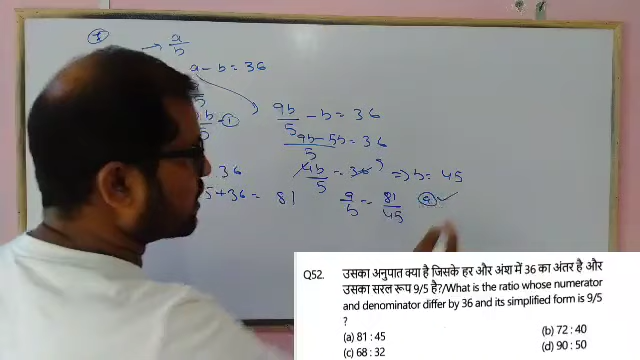 → a/b
a - b = 36
9b/5 - b = 36
9b - 5b/5 = 36
4b/5 = 36 ⇒ b = 45
36
5 + 36 = 81
a/b = 81/45 (a) ✓
Q52. उसका अनुपात क्या है जिसके हर और अंश में 36 का अंतर है और
उसका सरल रूप 9/5 है?/What is the ratio whose numerator
and denominator differ by 36 and its simplified form is 9/5
?
(a) 81 : 45 (b) 72 : 40
(c) 68 : 32 (d) 90 : 50